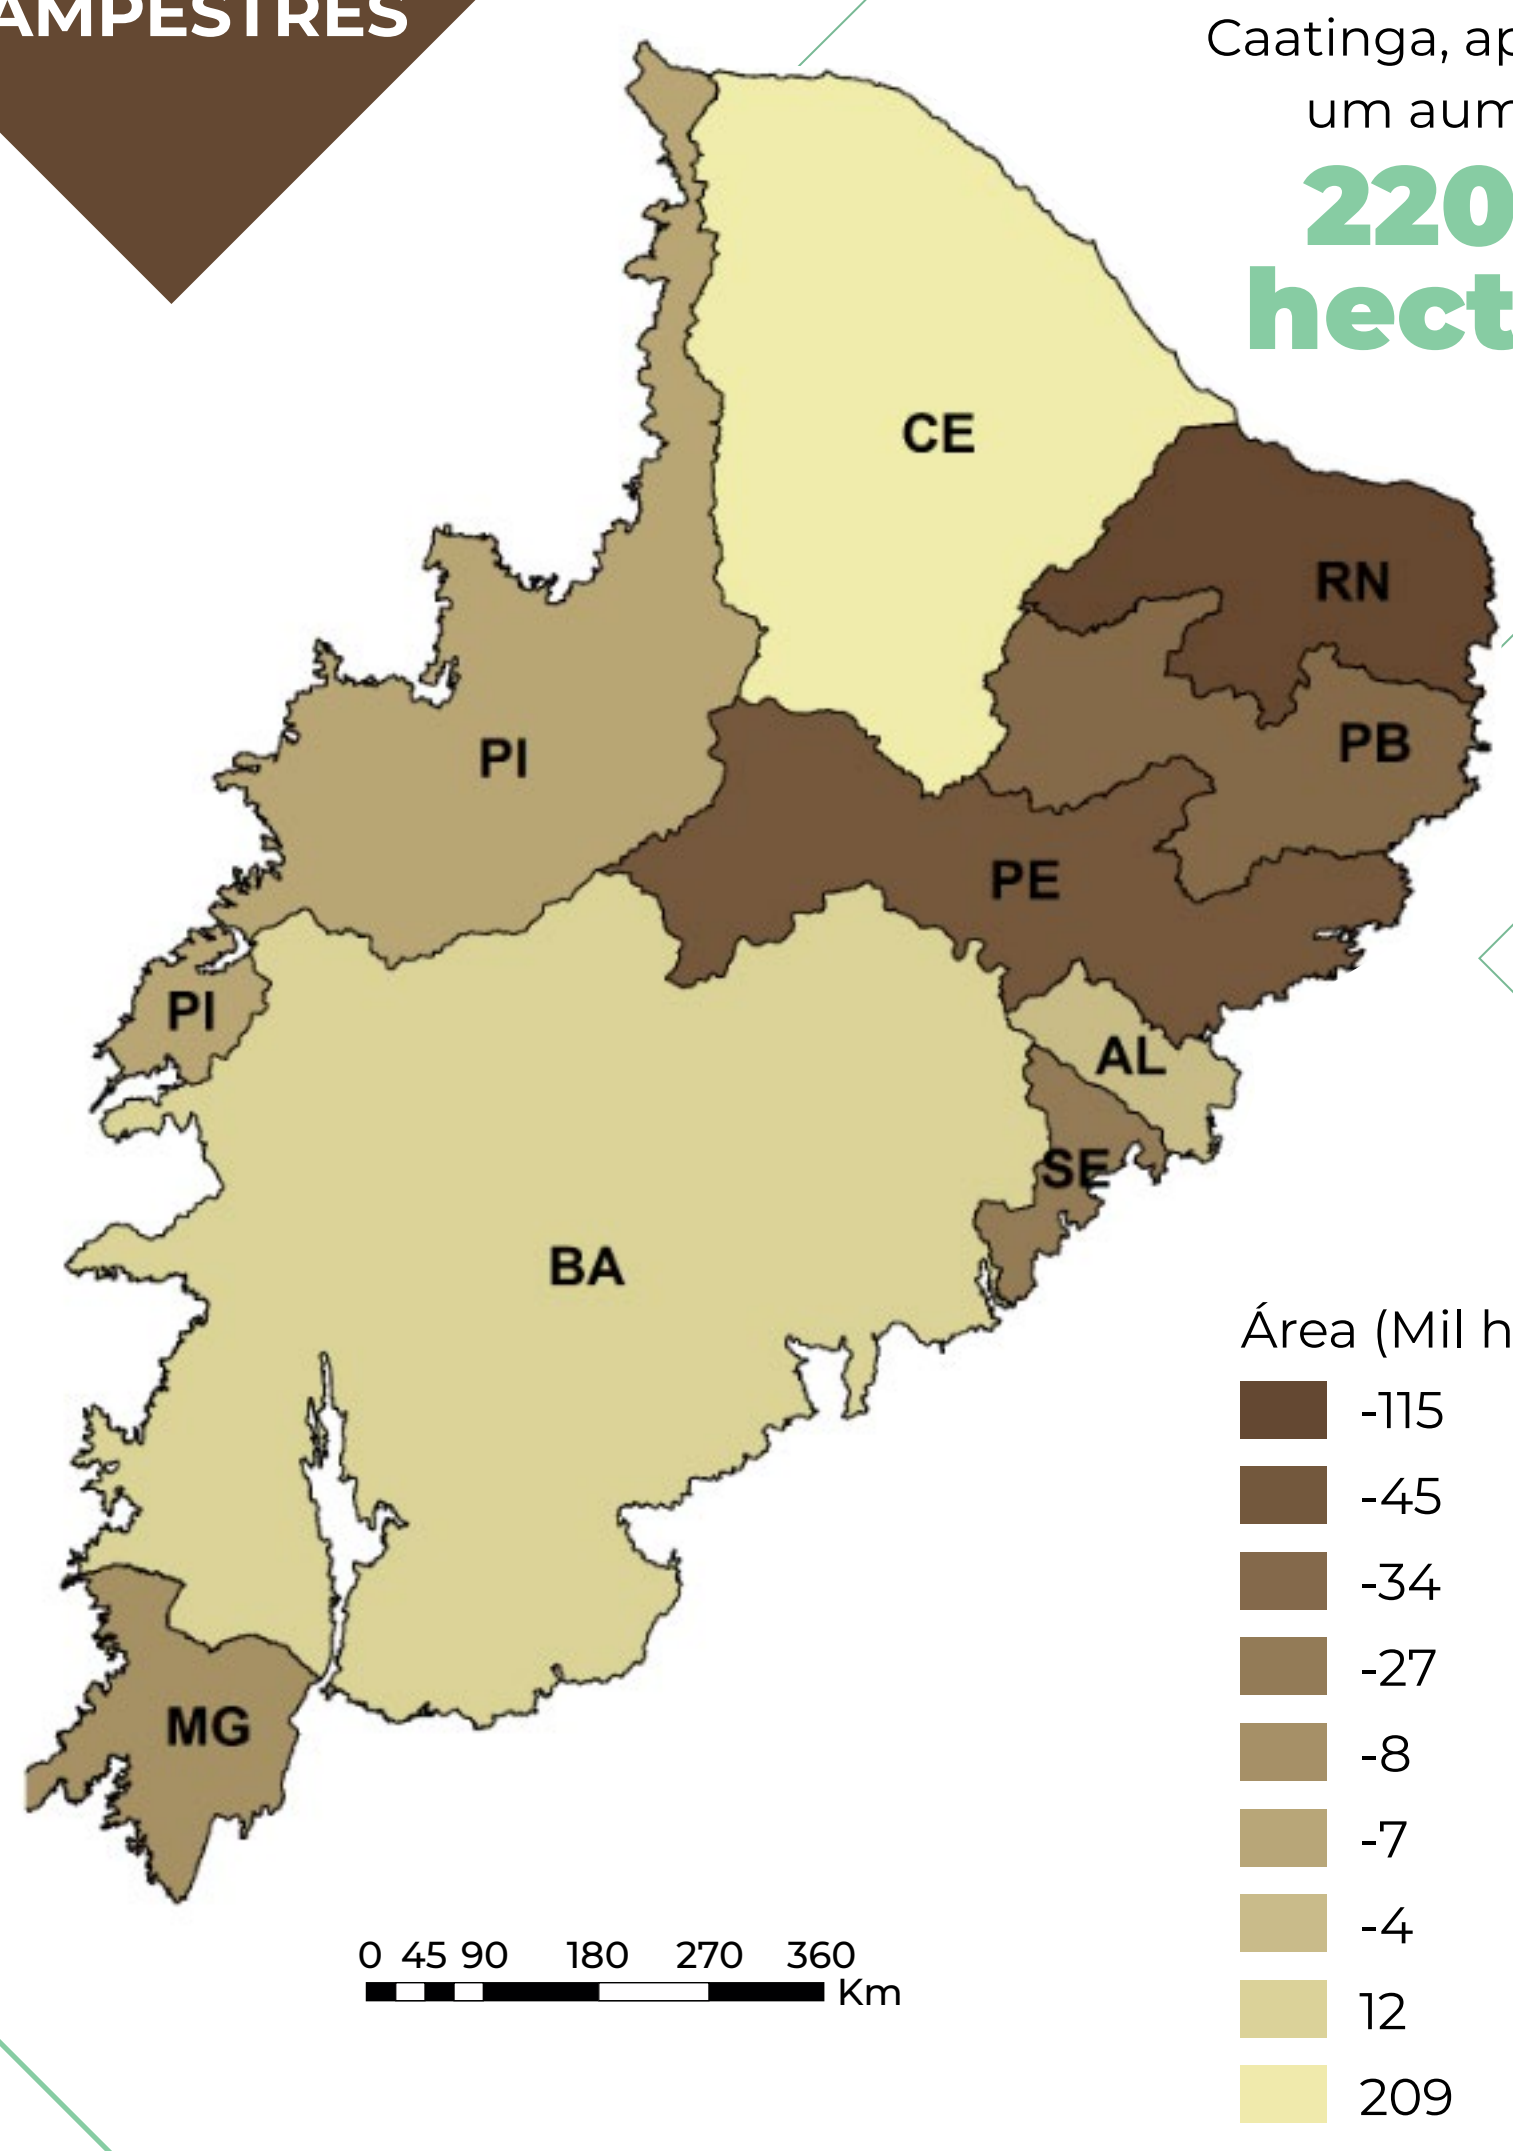 AMPESTRES
Caatinga, ap
um aum
220
hect
CE
RN
PI
PB
PE
PI
AL
SE
BA
MG
Área (Mil h
-115
-45
-34
-27
-8
-7
-4
12
209
0 45 90 180 270 360
Km